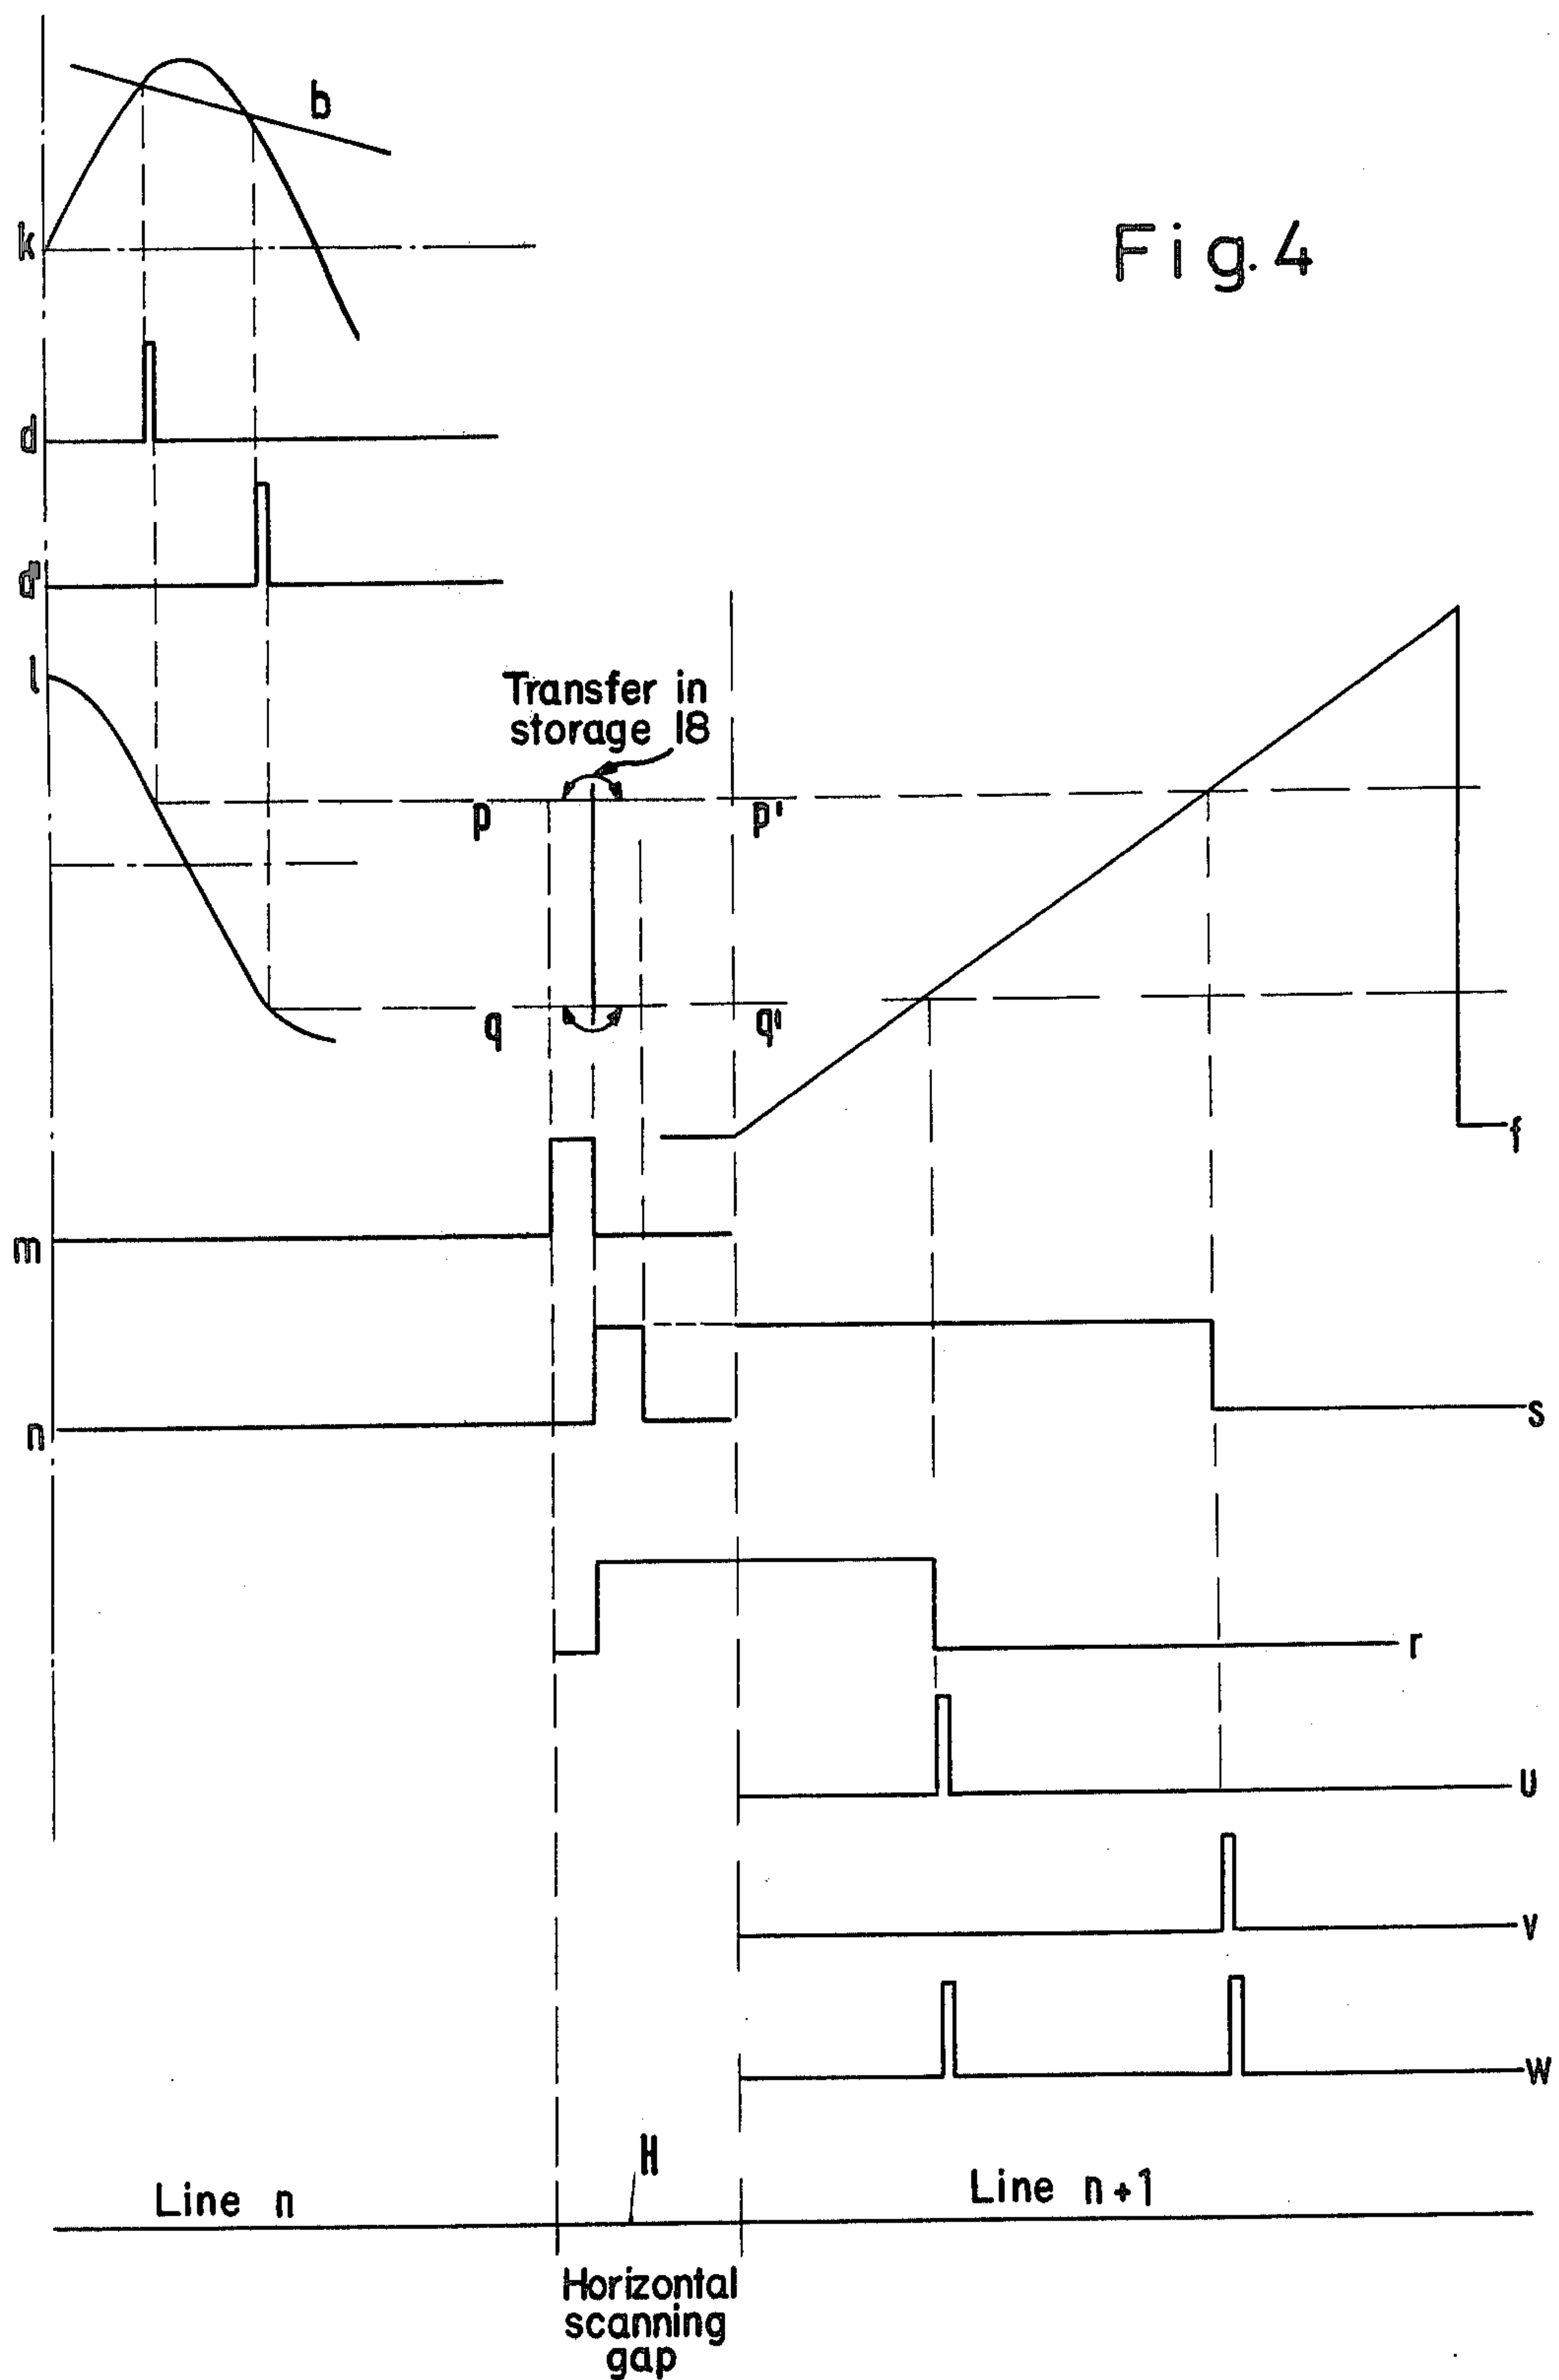 b
k
Fig. 4
d
d'
l
Transfer in
storage 18
p
p'
q
q'
f
m
n
s
r
u
v
w
H
Line n
Line n+1
Horizontal
scanning
gap